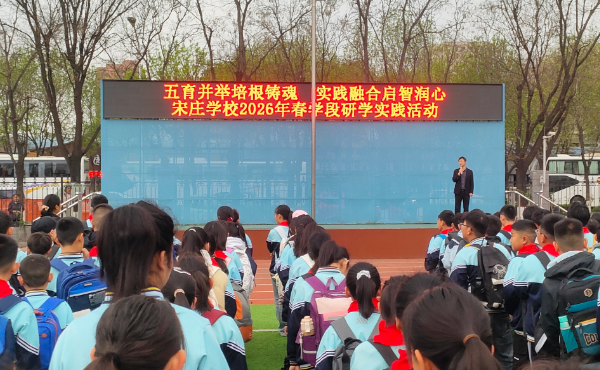 五育并举培根铸魂 实践融合启智润心
宋庄学校2026年春学段研学实践活动